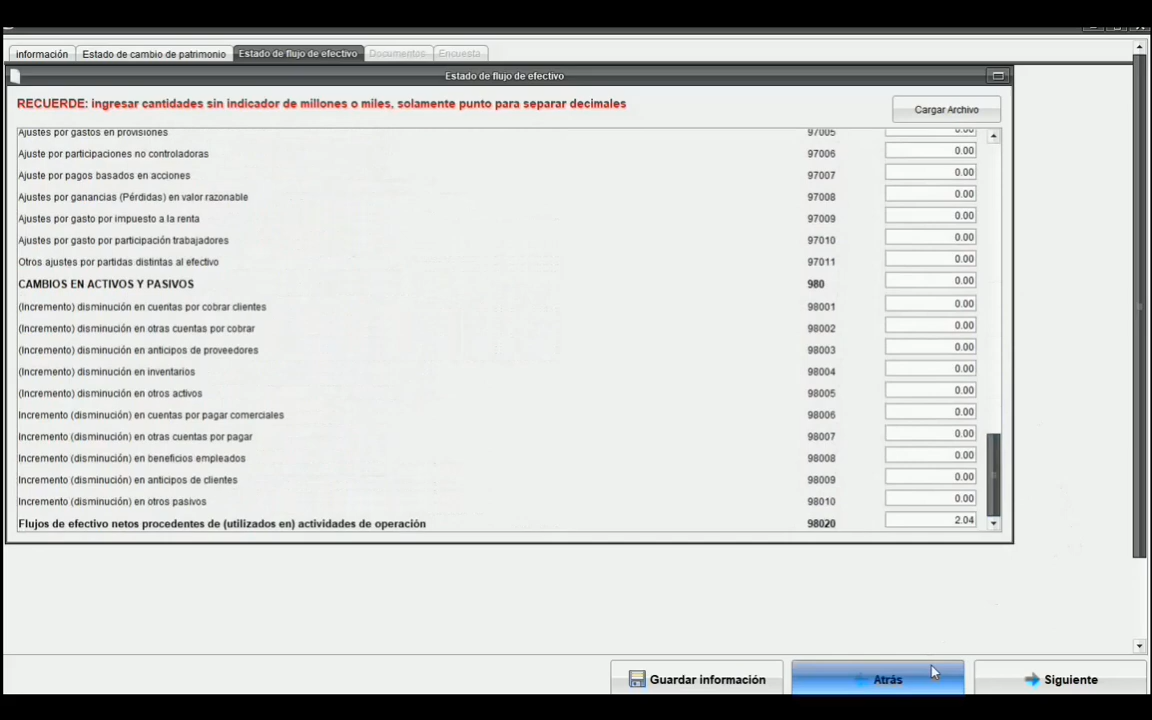 información
Estado de cambio de patrimonio
Estado de flujo de efectivo
Documentos
Encuesta
Estado de flujo de efectivo
RECUERDE: ingresar cantidades sin indicador de millones o miles, solamente punto para separar decimales
Cargar Archivo
Ajustes por gastos en provisiones 97005 0.00
Ajuste por participaciones no controladoras 97006 0.00
Ajuste por pagos basados en acciones 97007 0.00
Ajustes por ganancias (Pérdidas) en valor razonable 97008 0.00
Ajustes por gasto por impuesto a la renta 97009 0.00
Ajustes por gasto por participación trabajadores 97010 0.00
Otros ajustes por partidas distintas al efectivo 97011 0.00
CAMBIOS EN ACTIVOS Y PASIVOS 980 0.00
(Incremento) disminución en cuentas por cobrar clientes 98001 0.00
(Incremento) disminución en otras cuentas por cobrar 98002 0.00
(Incremento) disminución en anticipos de proveedores 98003 0.00
(Incremento) disminución en inventarios 98004 0.00
(Incremento) disminución en otros activos 98005 0.00
Incremento (disminución) en cuentas por pagar comerciales 98006 0.00
Incremento (disminución) en otras cuentas por pagar 98007 0.00
Incremento (disminución) en beneficios empleados 98008 0.00
Incremento (disminución) en anticipos de clientes 98009 0.00
Incremento (disminución) en otros pasivos 98010 0.00
Flujos de efectivo netos procedentes de (utilizados en) actividades de operación 98020 2.04
Guardar información
Atrás
Siguiente